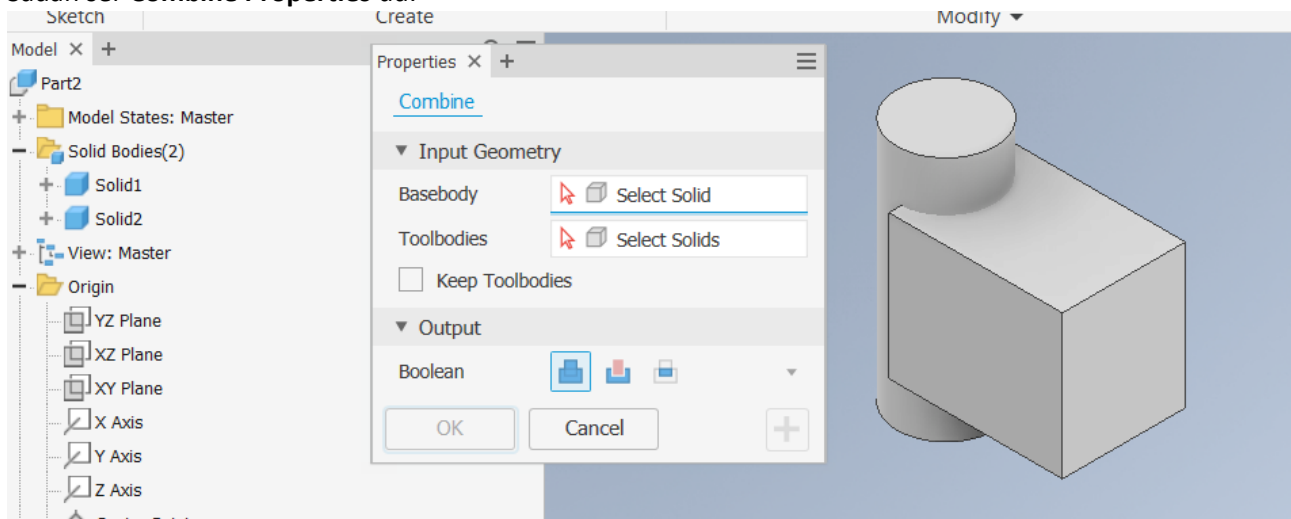 Sketch Create Modify
Model × +
Part2
Model States: Master
Solid Bodies(2)
Solid1
Solid2
View: Master
Origin
YZ Plane
XZ Plane
XY Plane
X Axis
Y Axis
Z Axis
Properties × +
Combine
Input Geometry
Basebody Select Solid
Toolbodies Select Solids
Keep Toolbodies
Output
Boolean
OK Cancel